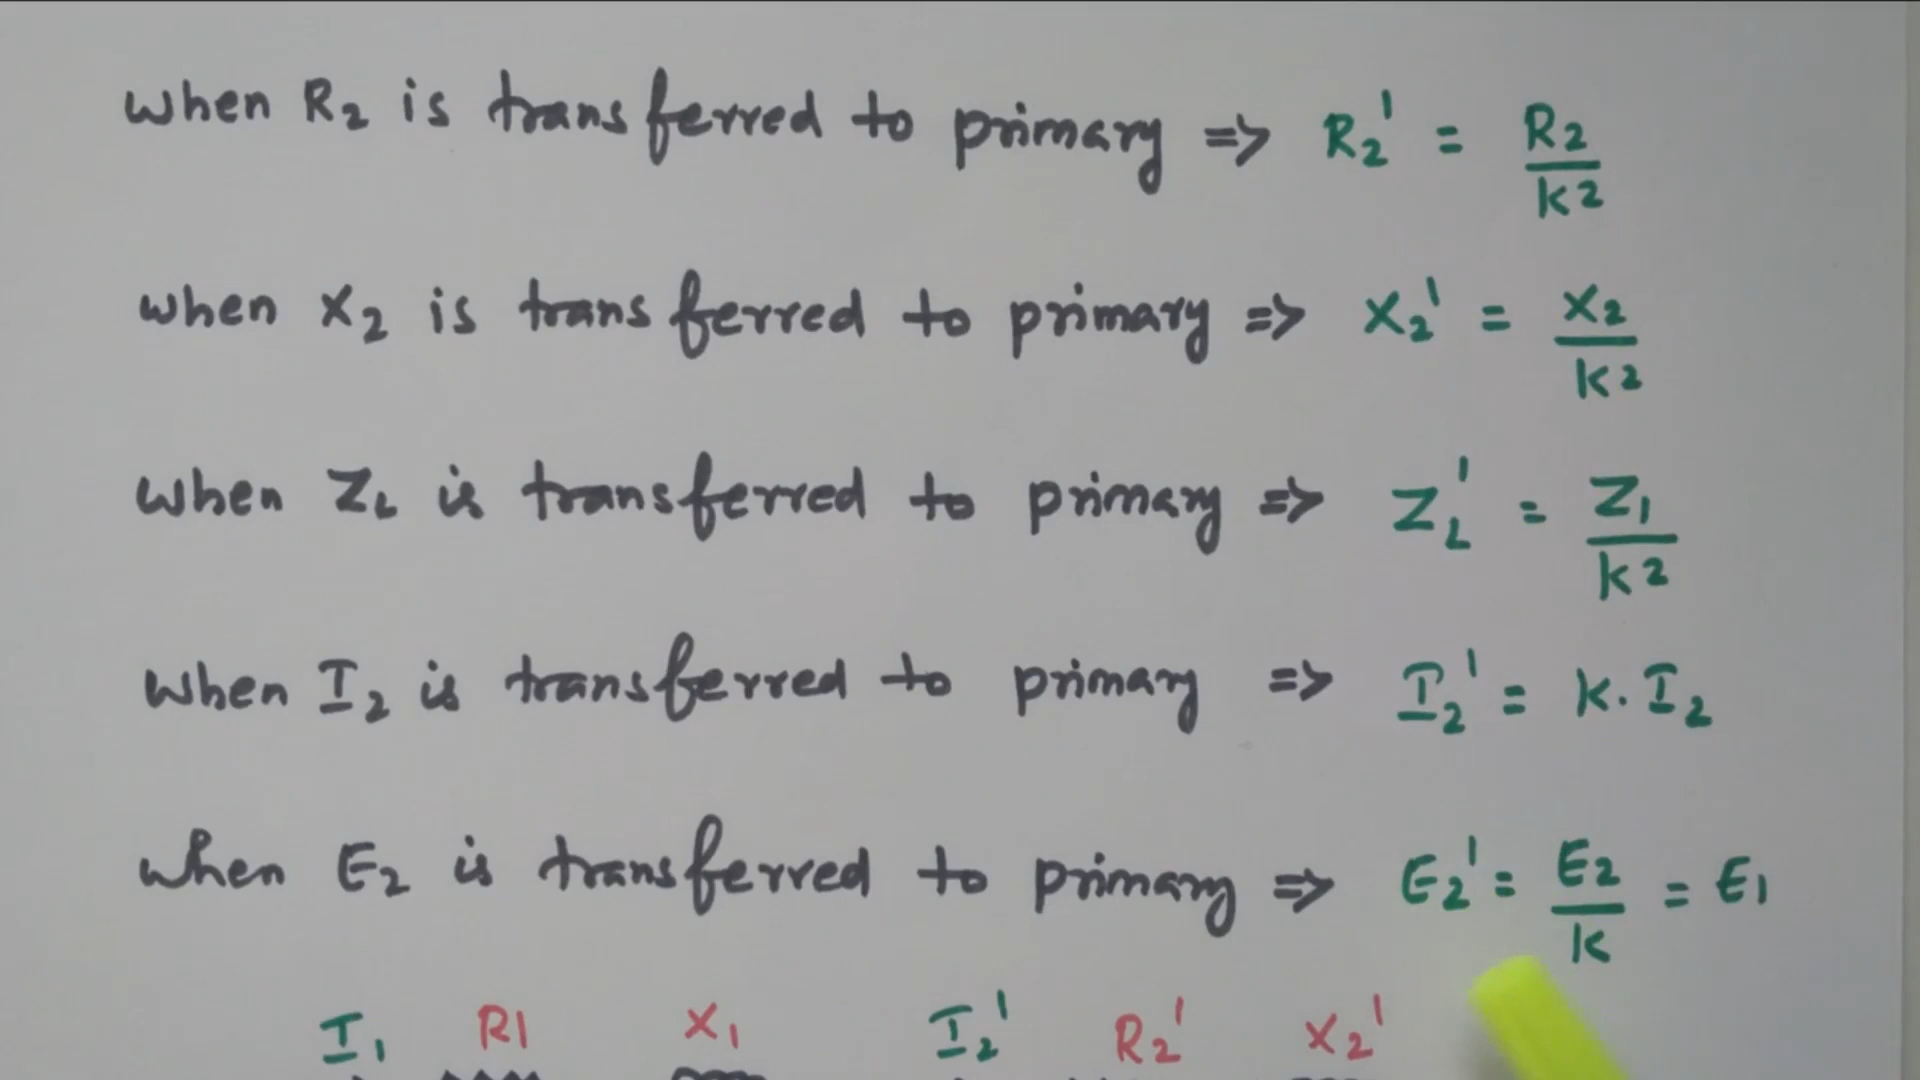 when R2 is transferred to primary => R2' = R2/k2
when X2 is transferred to primary => X2' = X2/k2
when ZL is transferred to primary => ZL' = Z1/k2
when I2 is transferred to primary => I2' = K. I2
when E2 is transferred to primary => E2' = E2/K = E1
I1 R1 X1 I2' R2' X2'